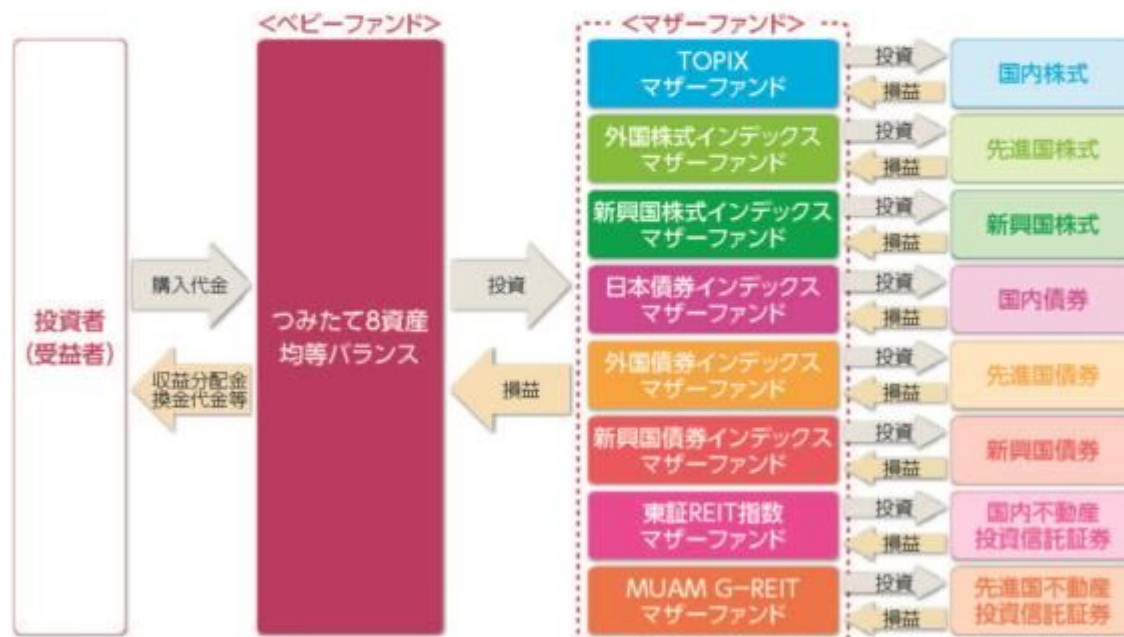 <ベビーファンド>
<マザーファンド>
投資者
(受益者)
購入代金
収益分配金
換金代金等
つみたて8資産
均等バランス
投資
損益
TOPIX
マザーファンド
投資
損益
国内株式
外国株式インデックス
マザーファンド
投資
損益
先進国株式
新興国株式インデックス
マザーファンド
投資
損益
新興国株式
日本債券インデックス
マザーファンド
投資
損益
国内債券
外国債券インデックス
マザーファンド
投資
損益
先進国債券
新興国債券インデックス
マザーファンド
投資
損益
新興国債券
東証REIT指数
マザーファンド
投資
損益
国内不動産
投資信託証券
MUAM G-REIT
マザーファンド
投資
損益
先進国不動産
投資信託証券